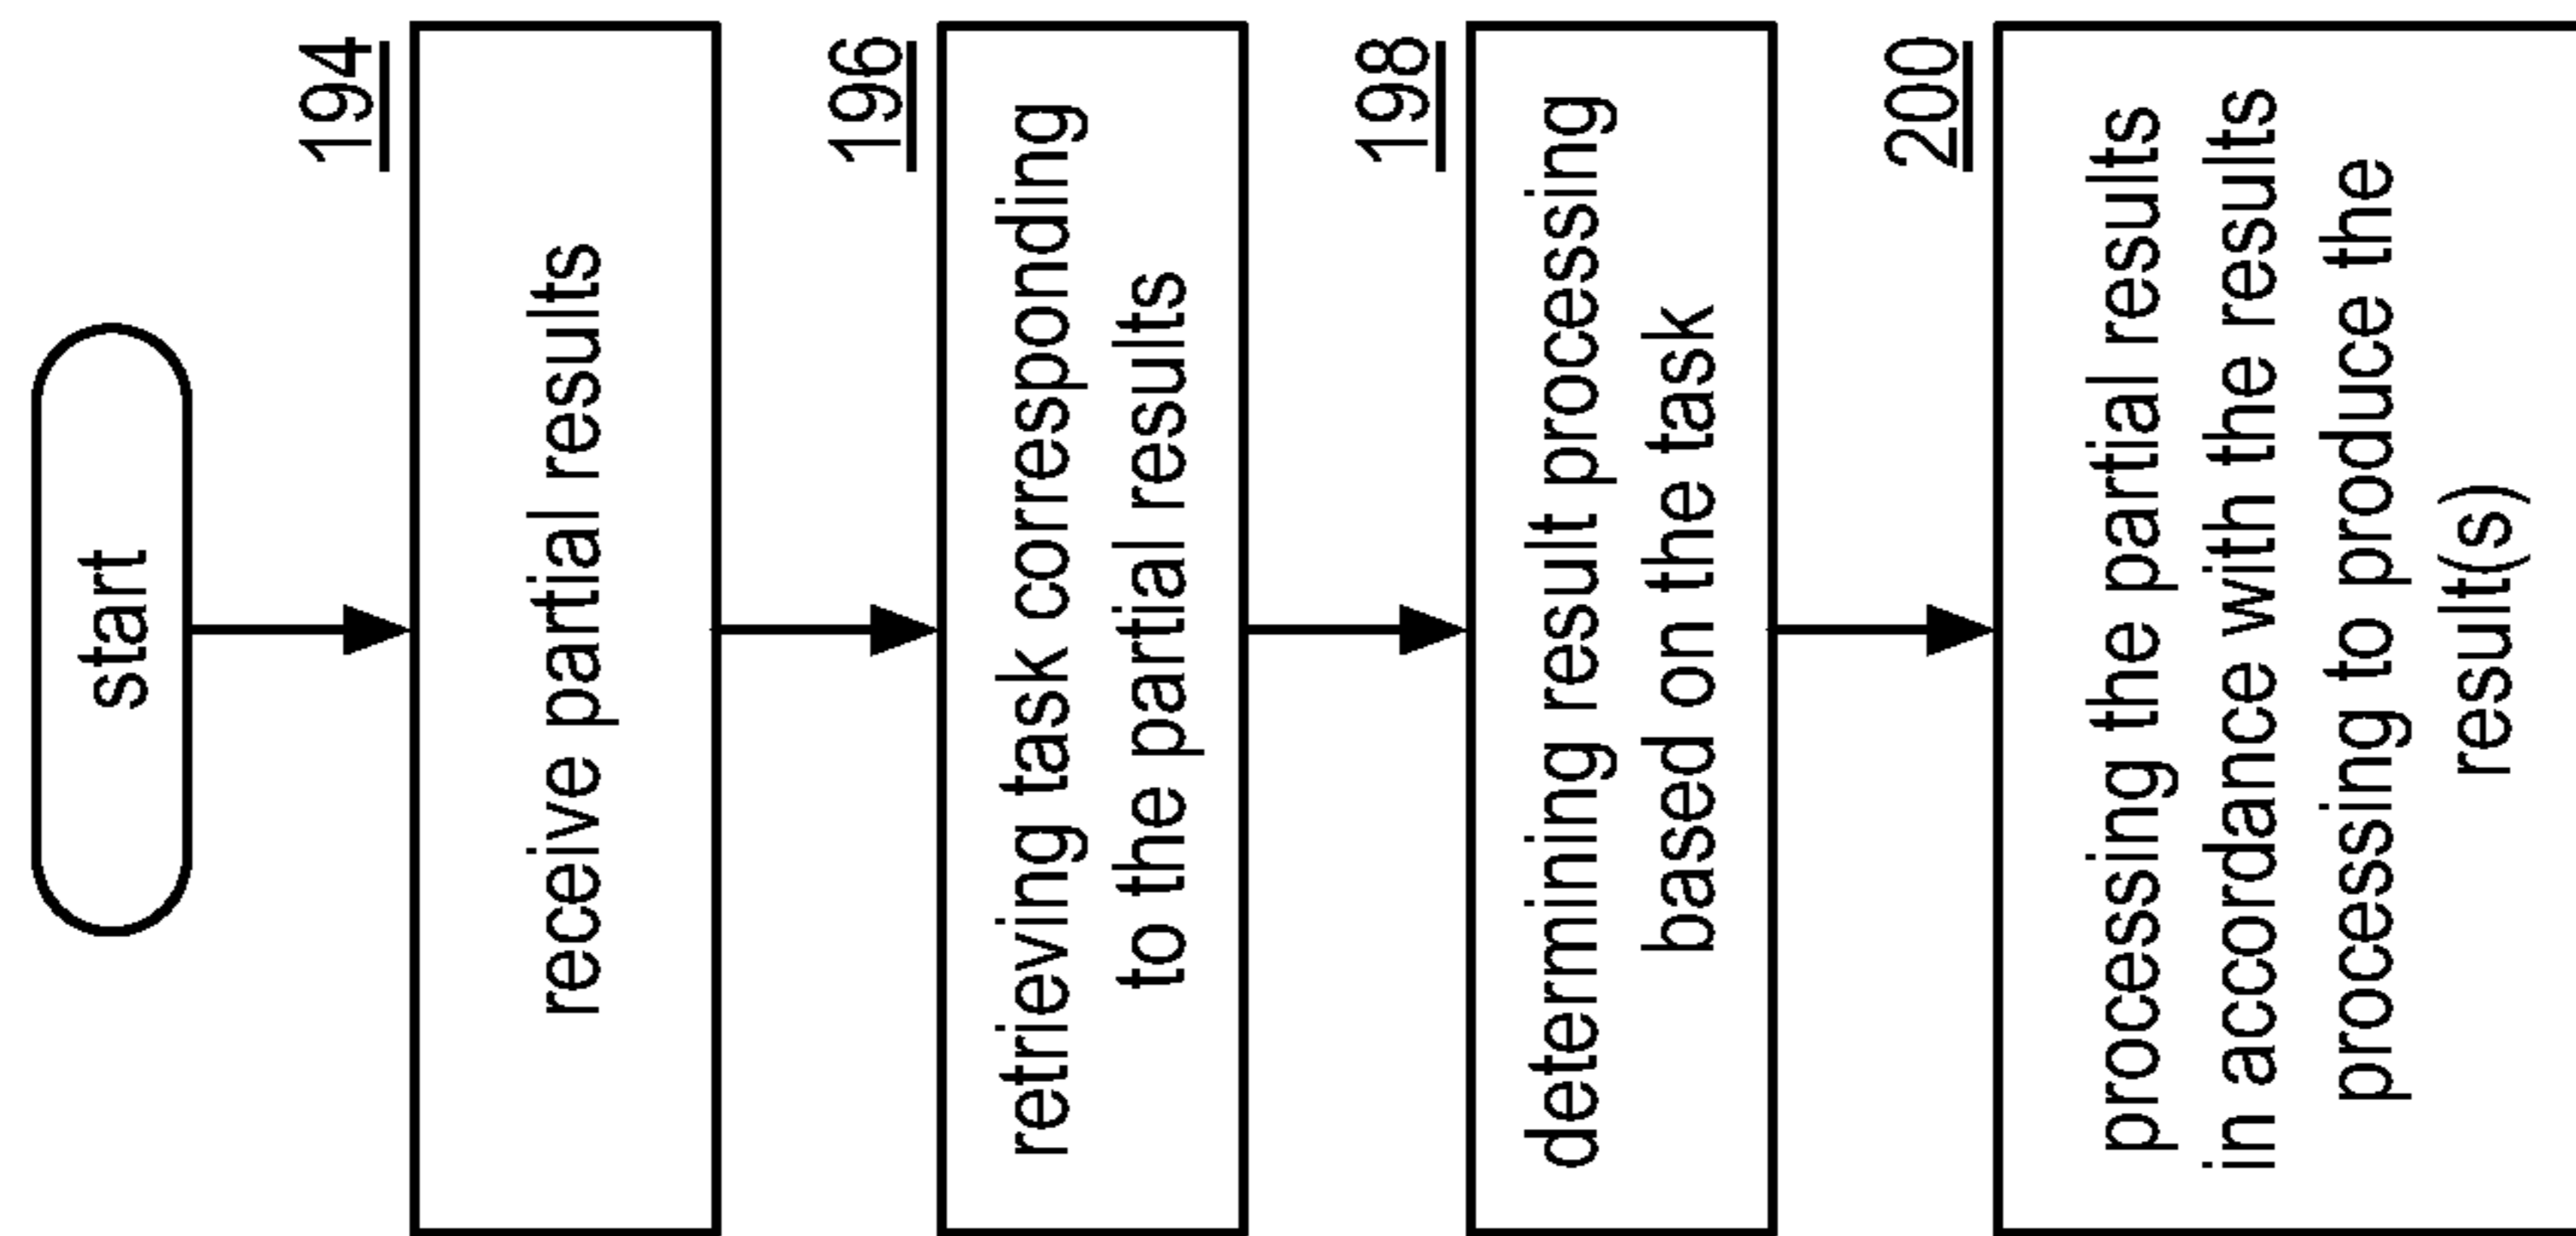 start
194
receive partial results
196
retrieving task corresponding
to the partial results
198
determining result processing
based on the task
200
processing the partial results
in accordance with the results
processing to produce the
result(s)